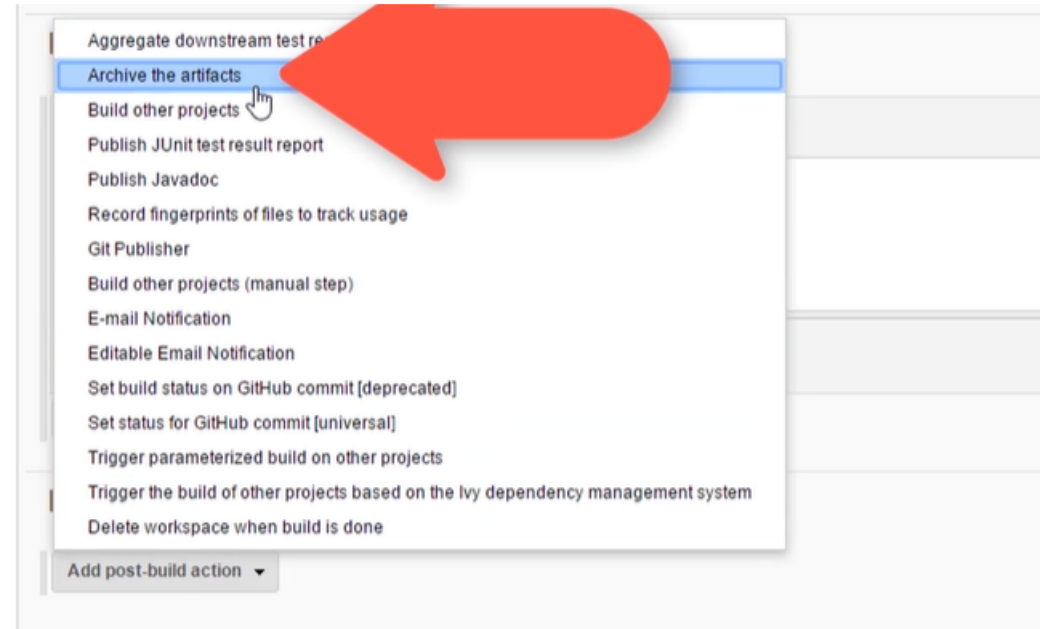 Aggregate downstream test re
Archive the artifacts
Build other projects
Publish JUnit test result report
Publish Javadoc
Record fingerprints of files to track usage
Git Publisher
Build other projects (manual step)
E-mail Notification
Editable Email Notification
Set build status on GitHub commit [deprecated]
Set status for GitHub commit [universal]
Trigger parameterized build on other projects
Trigger the build of other projects based on the Ivy dependency management system
Delete workspace when build is done
Add post-build action